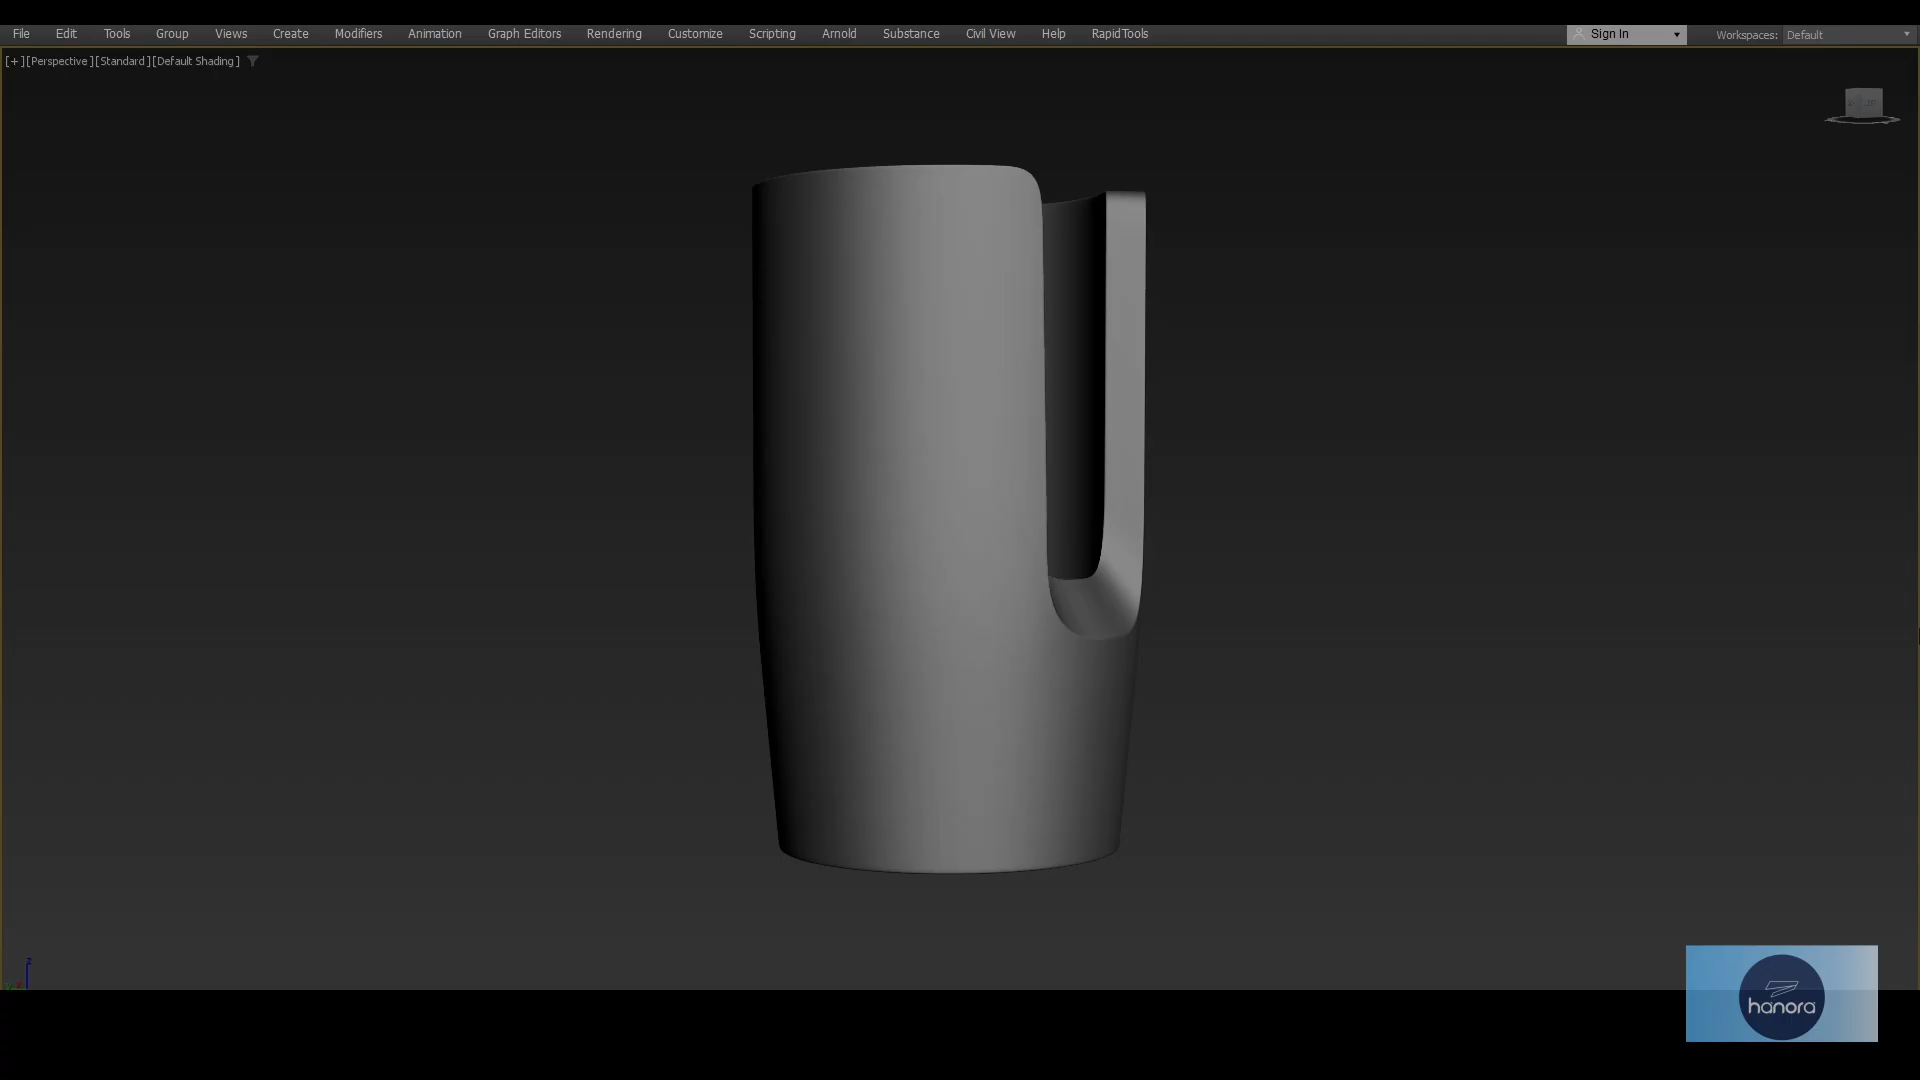 File Edit Tools Group Views Create Modifiers Animation Graph Editors Rendering Customize Scripting Arnold Substance Civil View Help RapidTools Sign In Workspaces: Default
[+][Perspective][Standard][Default Shading]
z
hanora